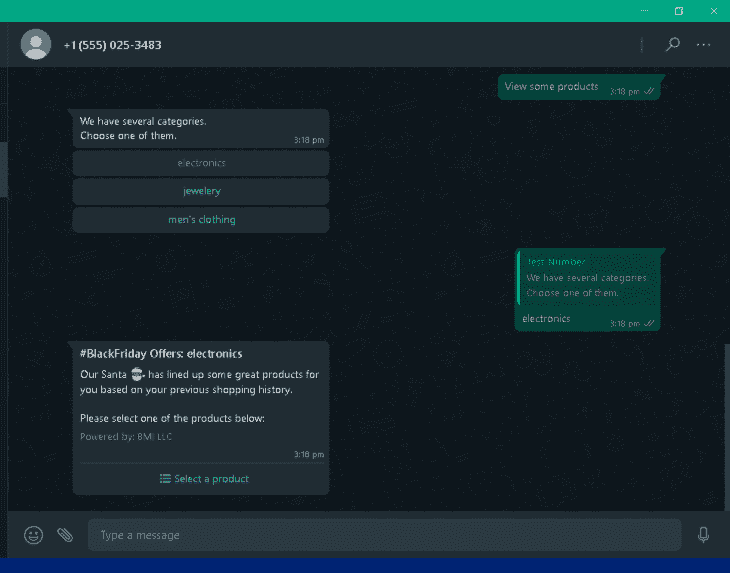 +1 (555) 025-3483
View some products
3:18 pm
We have several categories.
Choose one of them.
3:18 pm
electronics
jewelery
men's clothing
Test Number
We have several categories.
Choose one of them.
electronics
3:18 pm
#BlackFriday Offers: electronics
Our Santa 🎅 has lined up some great products for
you based on your previous shopping history.
Please select one of the products below:
Powered by: BMJ LLC
3:18 pm
Select a product
Type a message